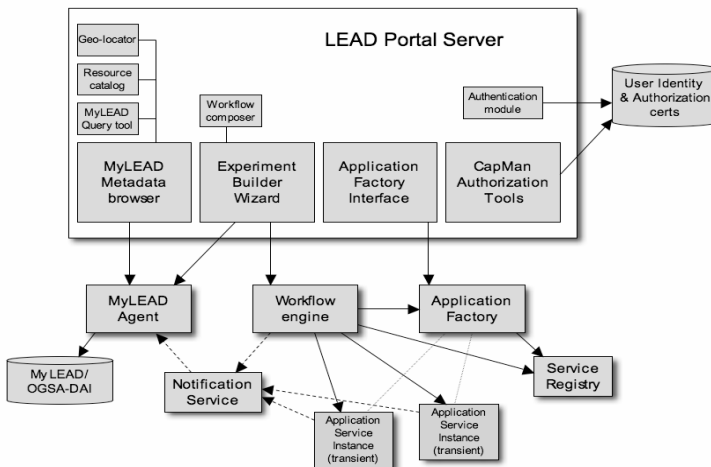 LEAD Portal Server
Geo-locator
Resource
catalog
MyLEAD
Query tool
Workflow
composer
Authentication
module
User Identity
& Authorization
certs
MyLEAD
Metadata
browser
Experiment
Builder
Wizard
Application
Factory
Interface
CapMan
Authorization
Tools
MyLEAD
Agent
Workflow
engine
Application
Factory
MyLEAD/
OGSA-DAI
Notification
Service
Service
Registry
Application
Service
Instance
(transient)
Application
Service
Instance
(transient)